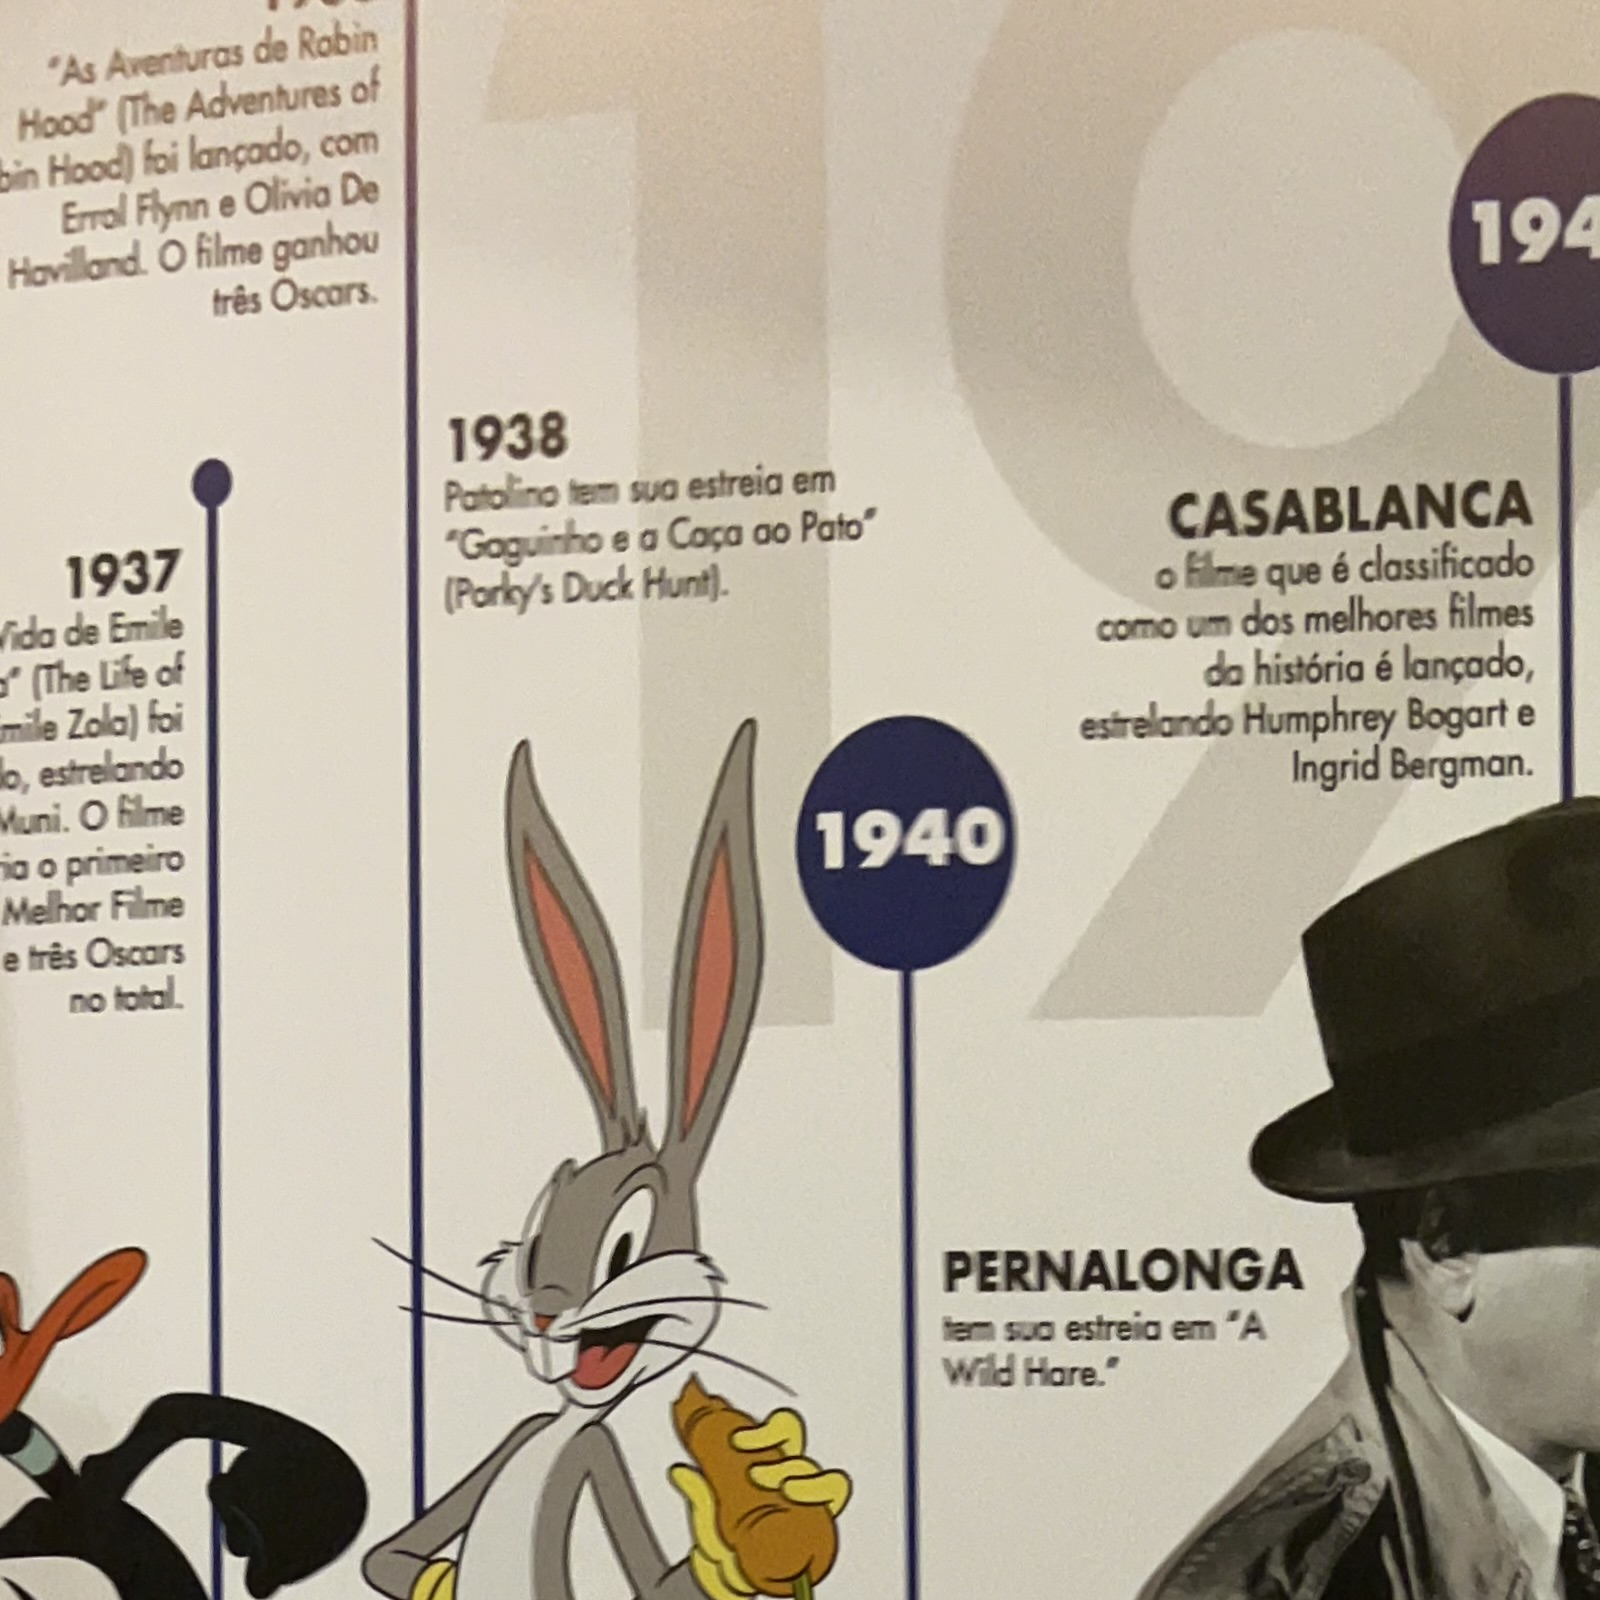 "As Aventuras de Robin
Hood" (The Adventures of
bin Hood) foi lançado, com
Errol Flynn e Olivia De
Havilland. O filme ganhou
três Oscars.
1937
Vida de Emile
(The Life of
Zola) foi
estrelando
Muni. O filme
o primeiro
Melhor Filme
e três Oscars
no total.
1938
Patolino tem sua estreia em
"Gaguinho e a Caça ao Pato"
(Porky's Duck Hunt).
1940
PERNALONGA
tem sua estreia em "A
Wild Hare."
194
CASABLANCA
o filme que é classificado
como um dos melhores filmes
da história é lançado,
estrelando Humphrey Bogart e
Ingrid Bergman.
19